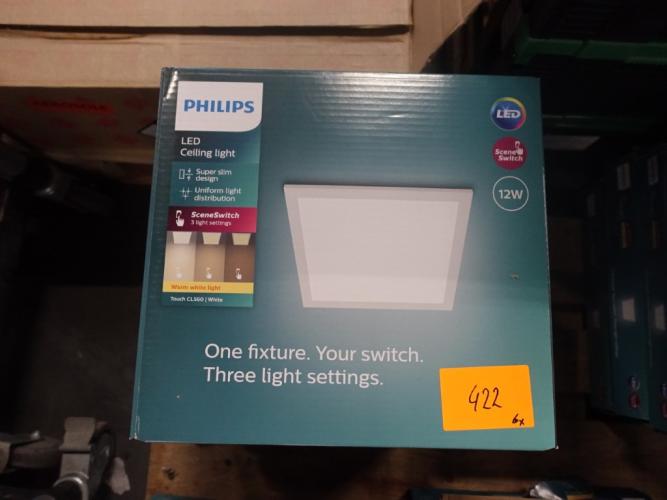 PHILIPS
LED
Ceiling light
Super slim
design
Uniform light
distribution
SceneSwitch
3 light settings
Warm white light
Touch CL560 | White
LED
Scene
Switch
12W
One fixture. Your switch.
Three light settings.
422
6x